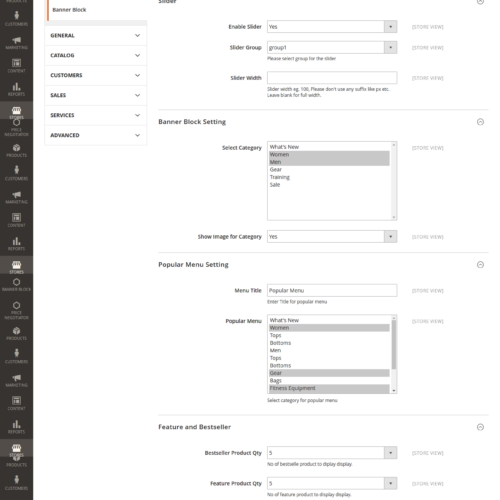 PRODUCTS
CUSTOMERS
MARKETING
CONTENT
REPORTS
STORES
PRICE
NEGOTIATOR
PRODUCTS
CUSTOMERS
MARKETING
CONTENT
REPORTS
STORES
BANNER BLOCK
PRICE
NEGOTIATOR
PRODUCTS
CUSTOMERS
MARKETING
CONTENT
REPORTS
STORES
PRODUCTS
CUSTOMERS
Banner Block
GENERAL
CATALOG
CUSTOMERS
SALES
SERVICES
ADVANCED
Slider
Enable Slider Yes [STORE VIEW]
Slider Group group1 [STORE VIEW]
Please select group for the slider
Slider Width [STORE VIEW]
Slider width eg. 100, Please don't use any suffix like px etc.
Leave blank for full width.
Banner Block Setting
Select Category [STORE VIEW]
What's New
Women
Men
Gear
Training
Sale
Show Image for Category Yes [STORE VIEW]
Popular Menu Setting
Menu Title Popular Menu [STORE VIEW]
Enter Title for popular menu
Popular Menu [STORE VIEW]
What's New
Women
Tops
Bottoms
Men
Tops
Bottoms
Gear
Bags
Fitness Equipment
Select category for popular menu
Feature and Bestseller
Bestseller Product Qty 5 [STORE VIEW]
No of bestselle product to diplay display.
Feature Product Qty 5 [STORE VIEW]
No of feature product to display display.